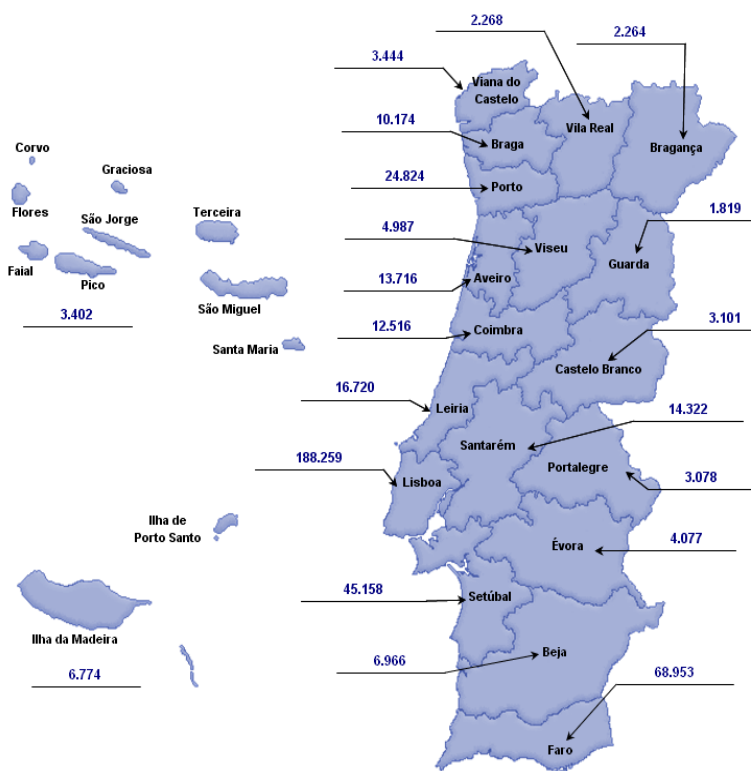 2.268
2.264
3.444
Viana do
Castelo
Vila Real
Bragança
10.174
Braga
24.824
Porto
Corvo
Graciosa
Flores
São Jorge
Terceira
Faial
Pico
São Miguel
3.402
Santa Maria
4.987
Viseu
1.819
Guarda
13.716
Aveiro
12.516
Coimbra
3.101
Castelo Branco
16.720
Leiria
14.322
Santarém
188.259
Lisboa
Portalegre
3.078
Ilha de
Porto Santo
Évora
4.077
45.158
Setúbal
Ilha da Madeira
6.774
6.966
Beja
68.953
Faro